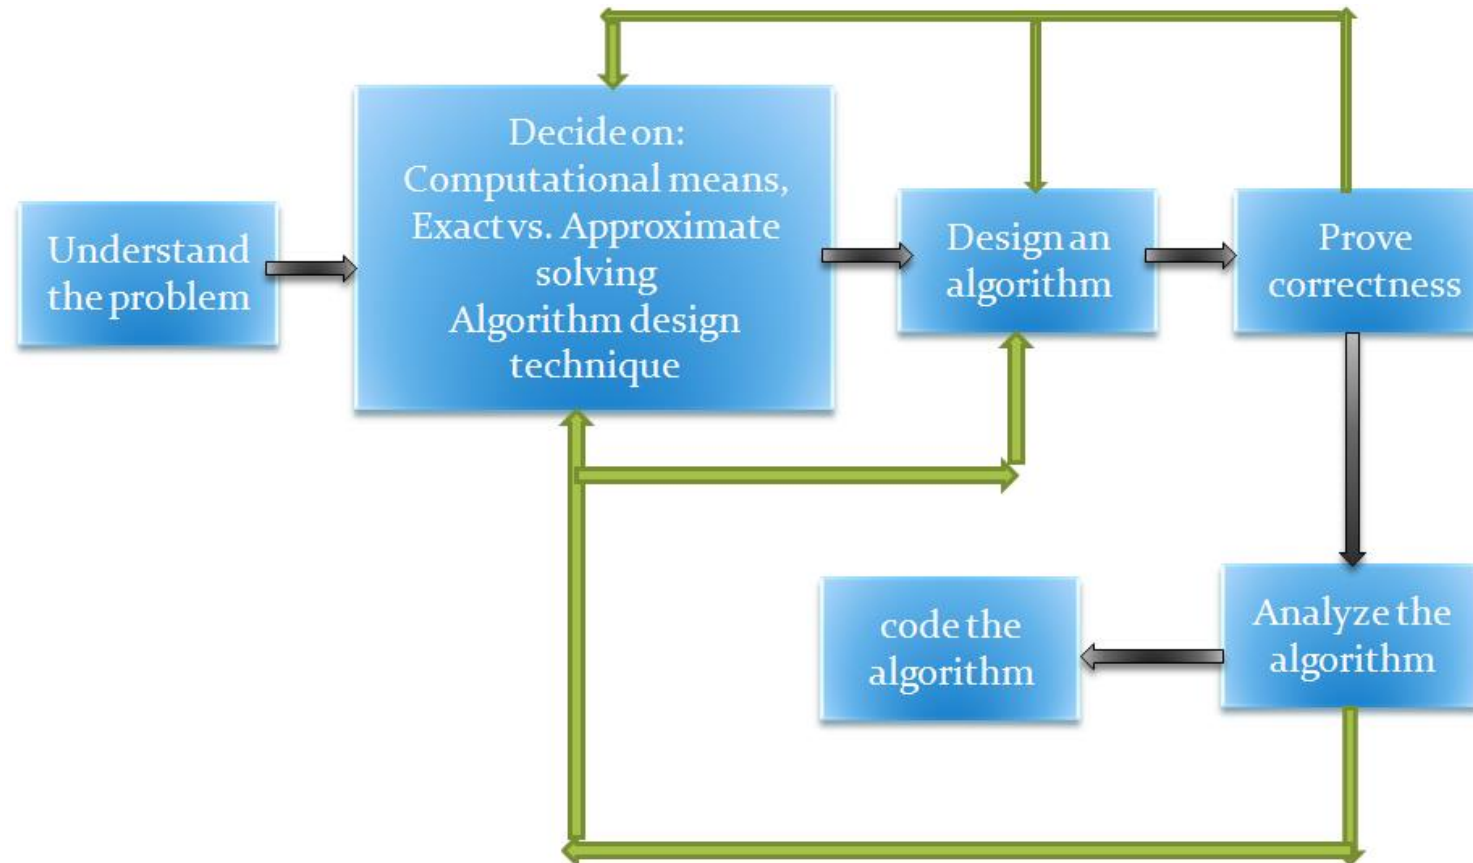 Understand
the problem
Decide on:
Computational means,
Exact vs. Approximate
solving
Algorithm design
technique
Design an
algorithm
Prove
correctness
code the
algorithm
Analyze the
algorithm